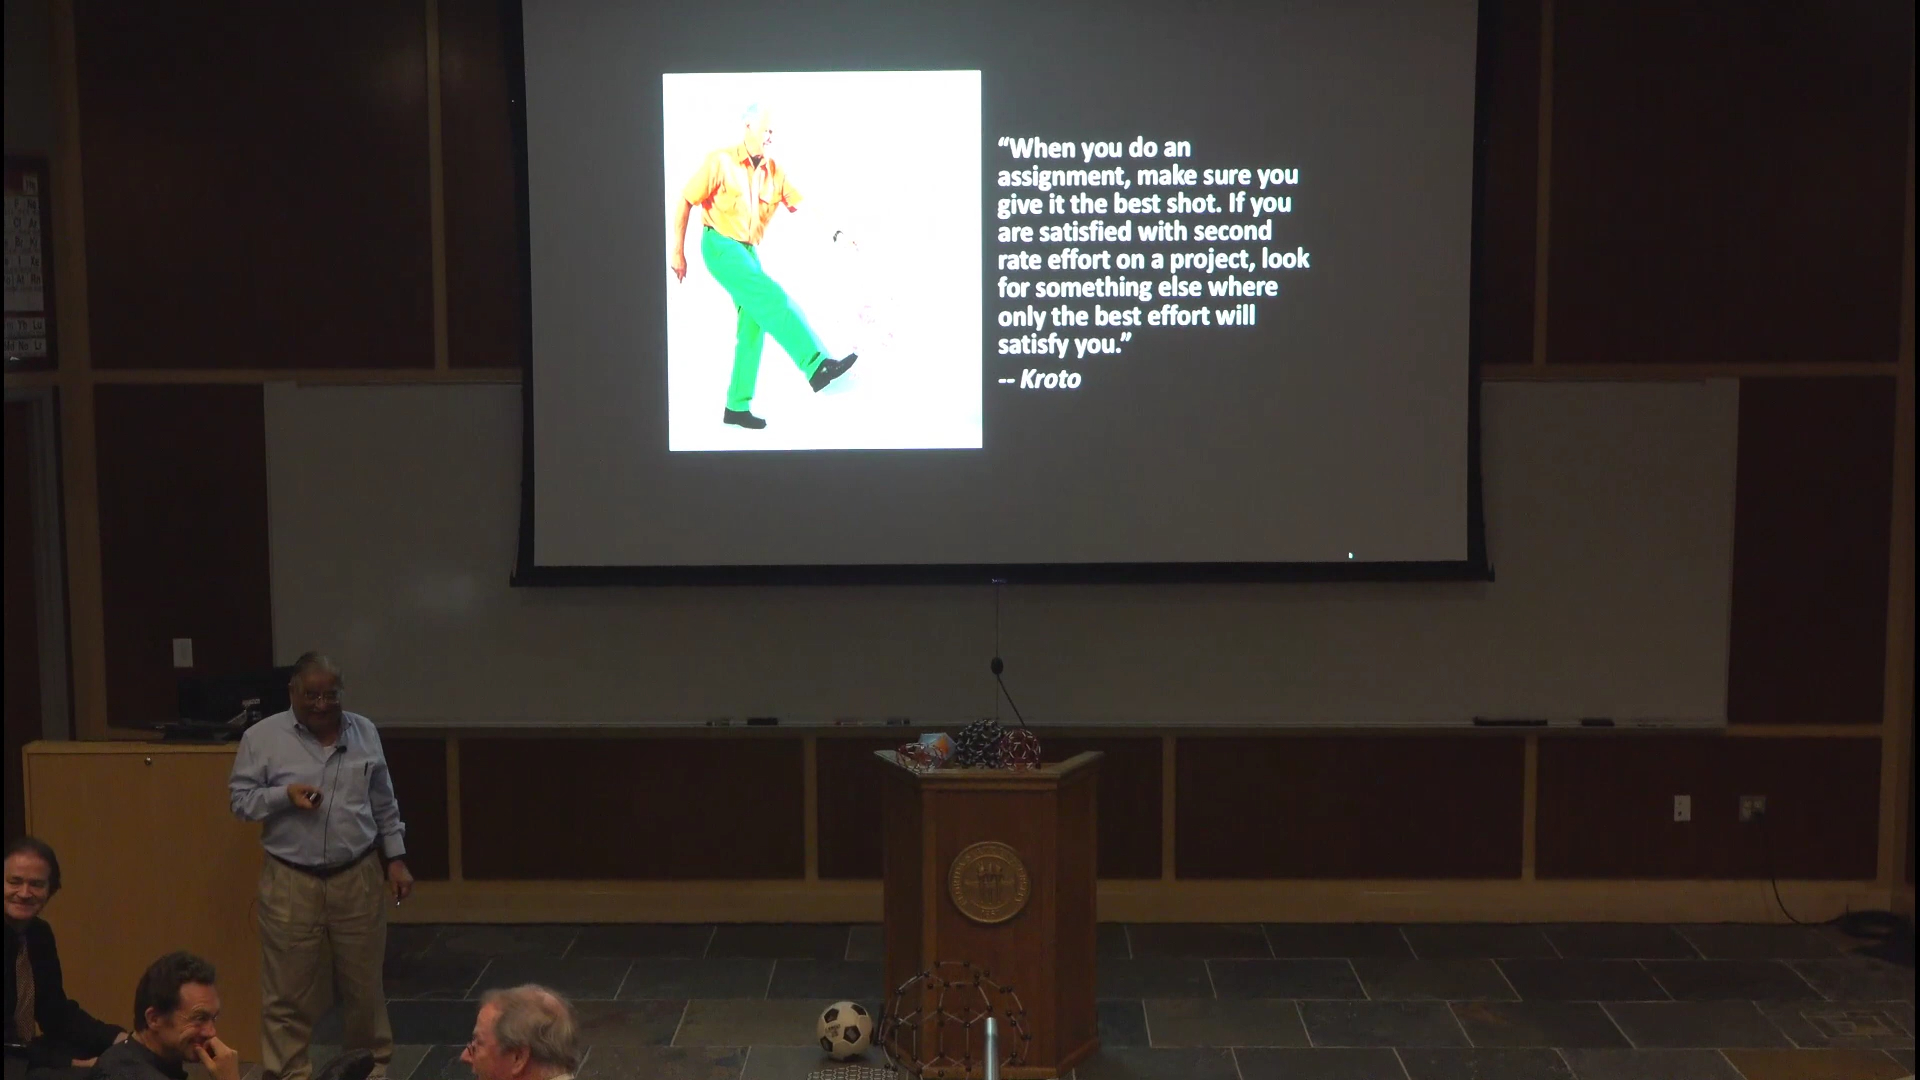 “When you do an
assignment, make sure you
give it the best shot. If you
are satisfied with second
rate effort on a project, look
for something else where
only the best effort will
satisfy you.”
-- Kroto